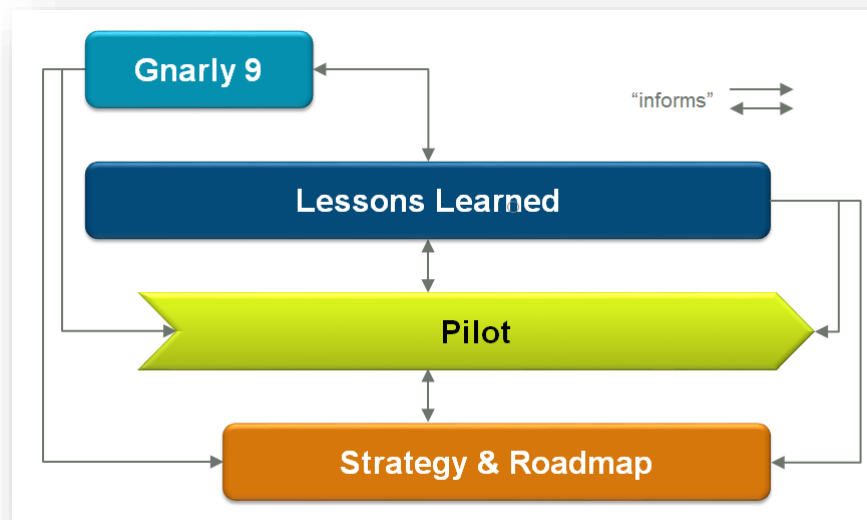 Gnarly 9
“informs”
Lessons Learned
Pilot
Strategy & Roadmap